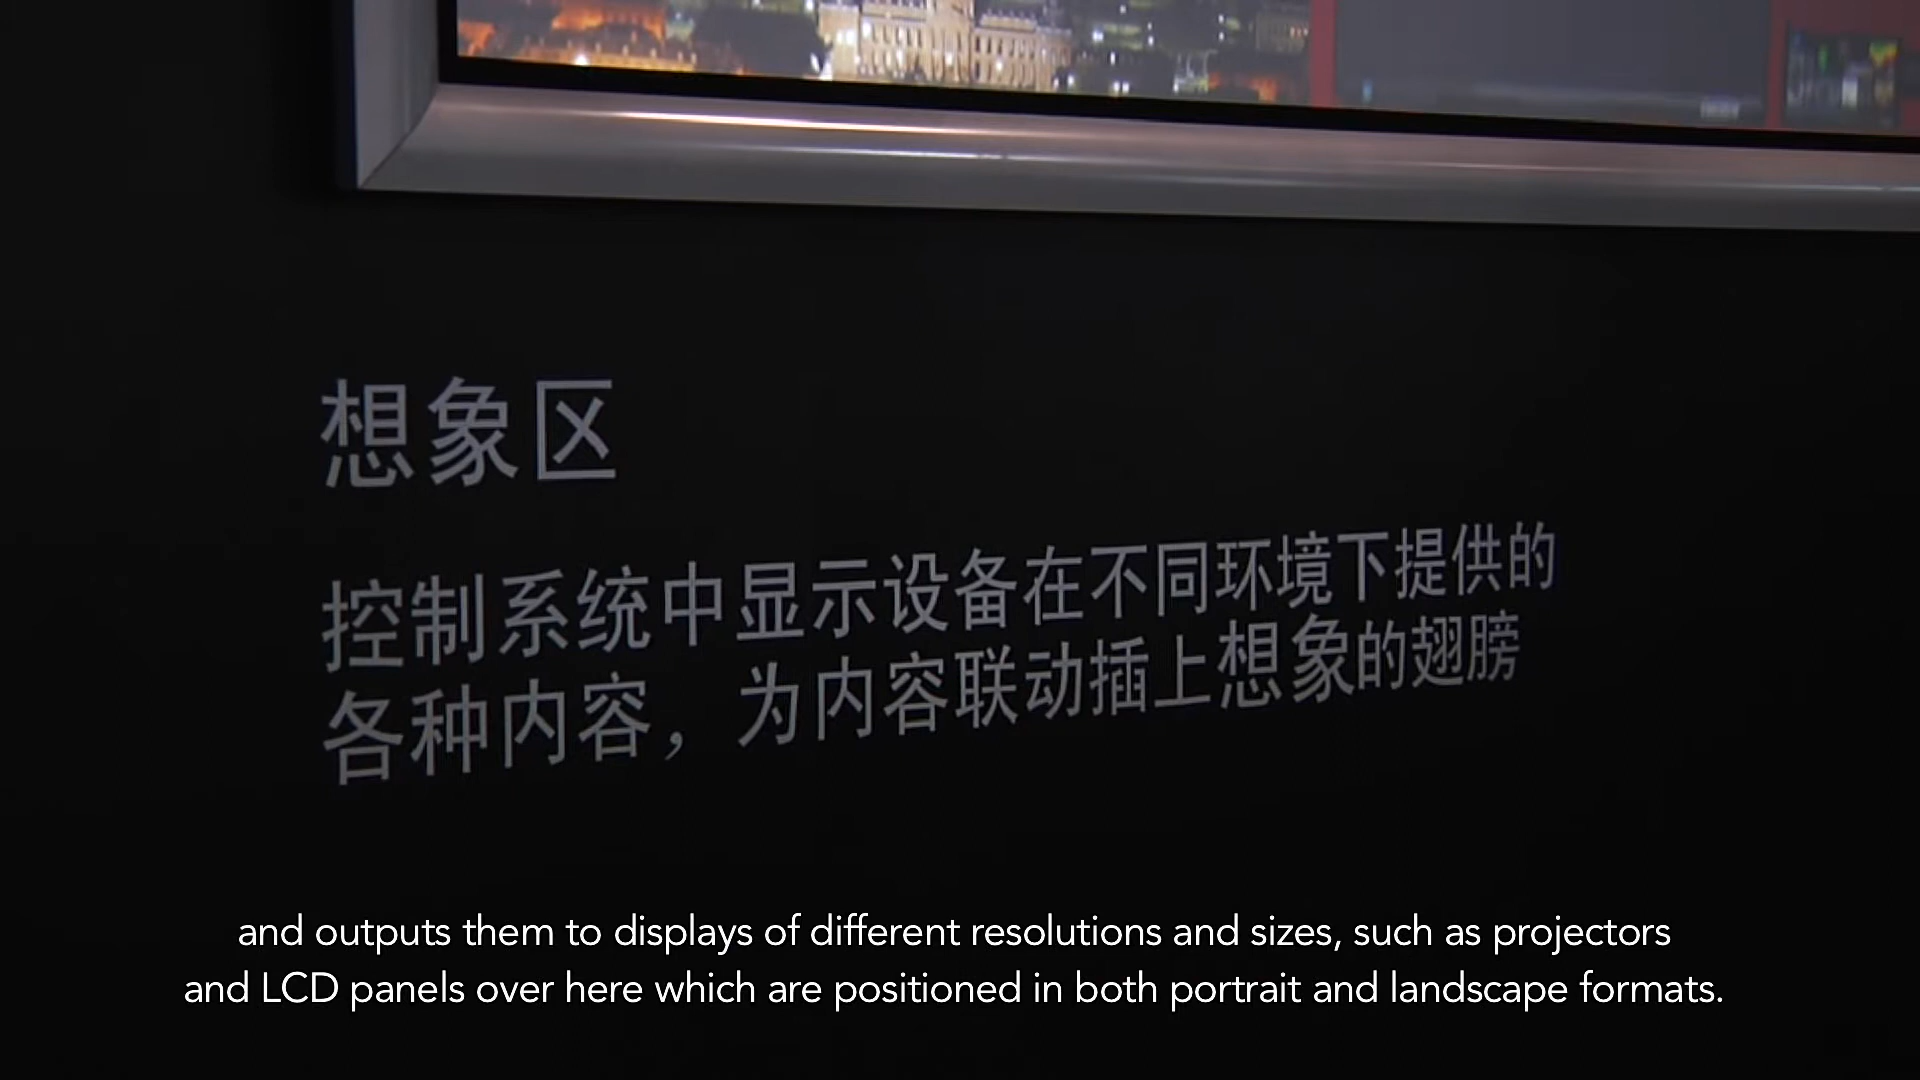 想象区
控制系统中显示设备在不同环境下提供的
各种内容，为内容联动插上想象的翅膀
and outputs them to displays of different resolutions and sizes, such as projectors
and LCD panels over here which are positioned in both portrait and landscape formats.